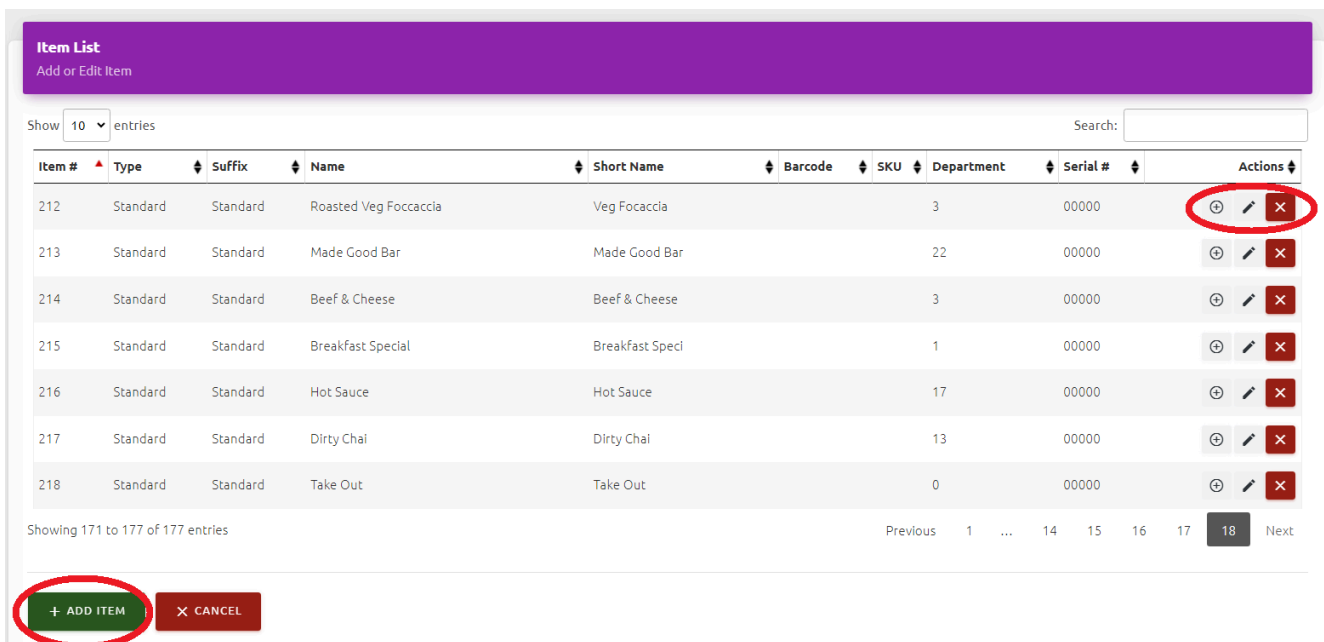 Item List
Add or Edit Item
Show 10 entries Search:
Item # Type Suffix Name Short Name Barcode SKU Department Serial # Actions
212 Standard Standard Roasted Veg Foccaccia Veg Focaccia 3 00000
213 Standard Standard Made Good Bar Made Good Bar 22 00000
214 Standard Standard Beef & Cheese Beef & Cheese 3 00000
215 Standard Standard Breakfast Special Breakfast Speci 1 00000
216 Standard Standard Hot Sauce Hot Sauce 17 00000
217 Standard Standard Dirty Chai Dirty Chai 13 00000
218 Standard Standard Take Out Take Out 0 00000
Showing 171 to 177 of 177 entries Previous 1 ... 14 15 16 17 18 Next
+ ADD ITEM X CANCEL